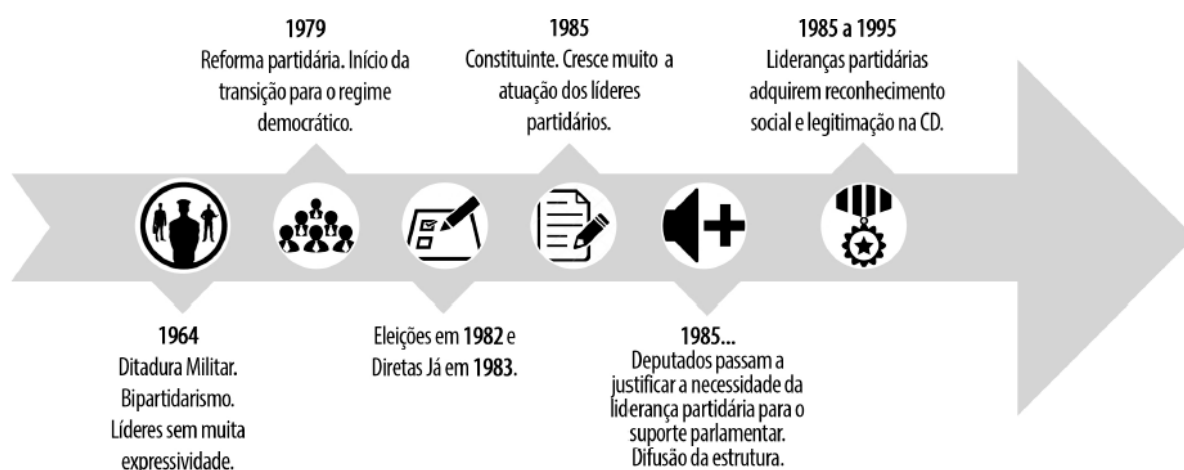 1979
Reforma partidária. Início da
transição para o regime
democrático.
1985
Constituinte. Cresce muito a
atuação dos líderes
partidários.
1985 a 1995
Lideranças partidárias
adquirem reconhecimento
social e legitimação na CD.
1964
Ditadura Militar.
Bipartidarismo.
Líderes sem muita
expressividade.
Eleições em 1982 e
Diretas Já em 1983.
1985...
Deputados passam a
justificar a necessidade da
liderança partidária para o
suporte parlamentar.
Difusão da estrutura.